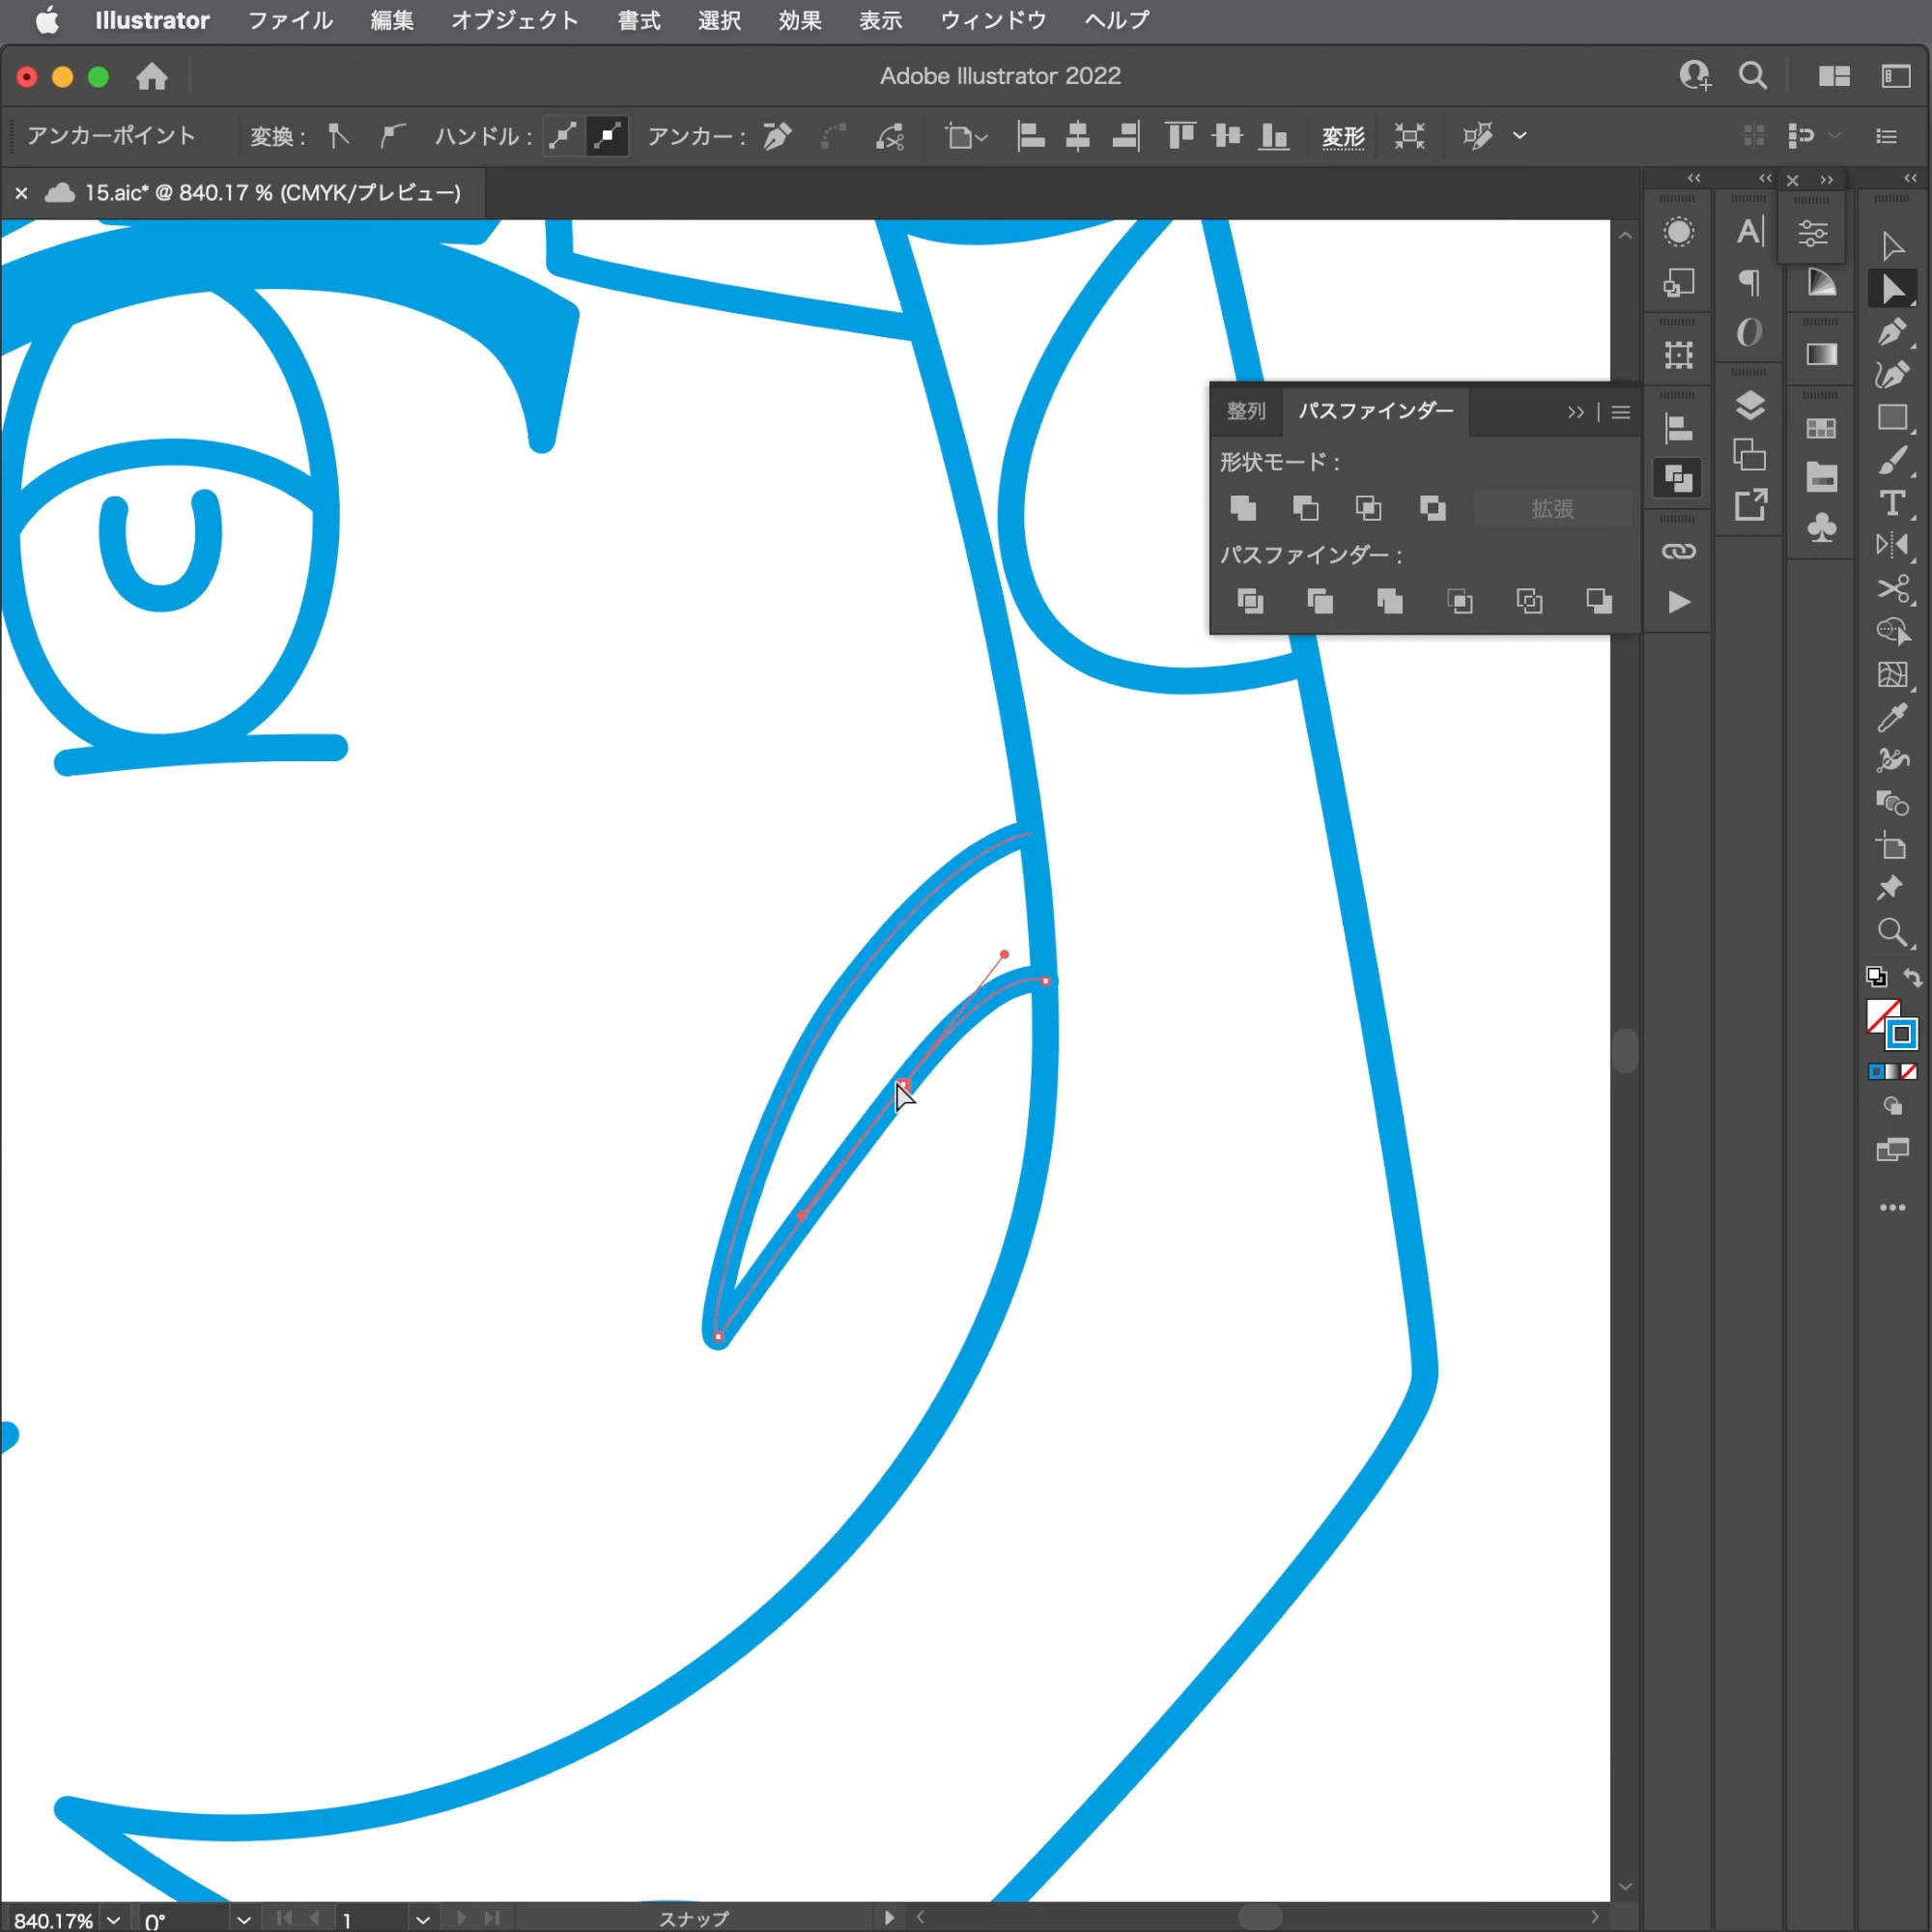 Illustrator ファイル 編集 オブジェクト 書式 選択 効果 表示 ウィンドウ ヘルプ
Adobe Illustrator 2022
アンカーポイント 変換： ハンドル： アンカー： 変形
× 15.aic* @ 840.17 % (CMYK/プレビュー)
整列 パスファインダー
形状モード：
拡張
パスファインダー：
840.17% 0° 1 スナップ